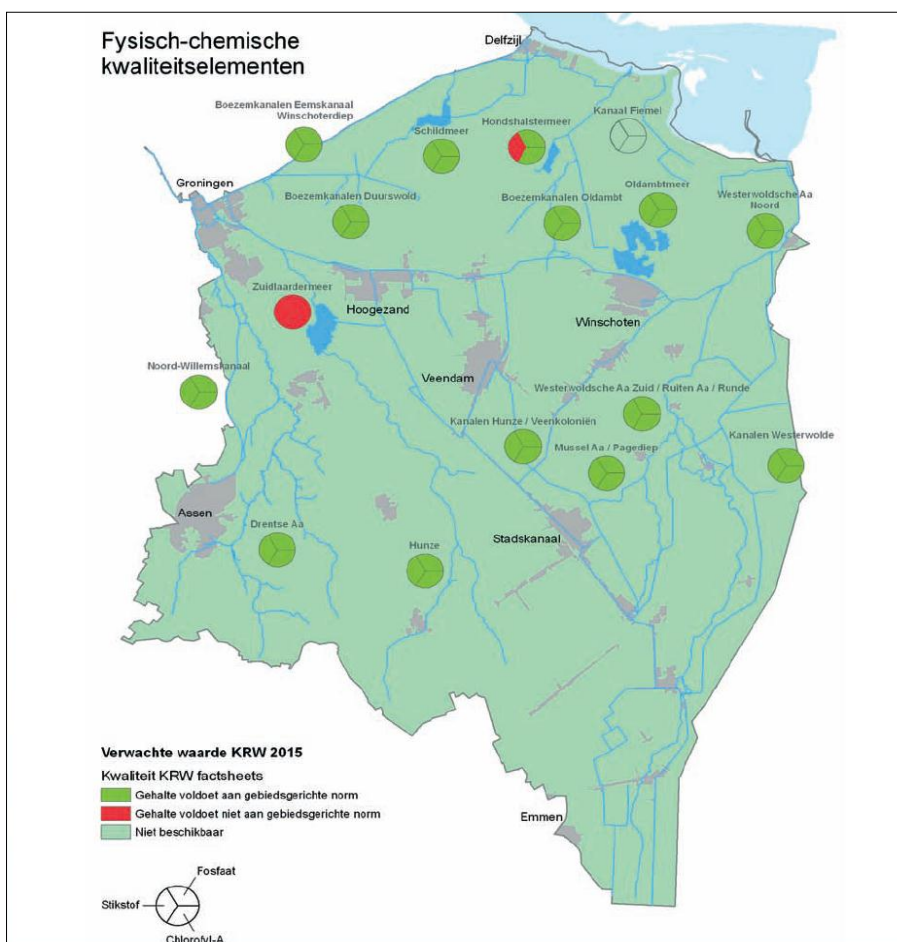 Fysisch-chemische
kwaliteitselementen
Delfzijl
Boezemkanalen Eemskanaal
Winschoterdiep
Schildmeer
Hondshalstermeer
Kanaal Fiemel
Groningen
Boezemkanalen Duurswold
Boezemkanalen Oldambt
Oldambtmeer
Westerwoldsche Aa
Noord
Zuidlaardermeer
Hoogezand
Winschoten
Noord-Willemskanaal
Veendam
Westerwoldsche Aa Zuid / Ruiten Aa / Runde
Kanalen Hunze / Veenkoloniën
Mussel Aa / Pagediep
Kanalen Westerwolde
Assen
Drentse Aa
Hunze
Stadskanaal
Emmen
Verwachte waarde KRW 2015
Kwaliteit KRW factsheets
Gehalte voldoet aan gebiedsgerichte norm
Gehalte voldoet niet aan gebiedsgerichte norm
Niet beschikbaar
Fosfaat
Stikstof
Chlorofyl-A